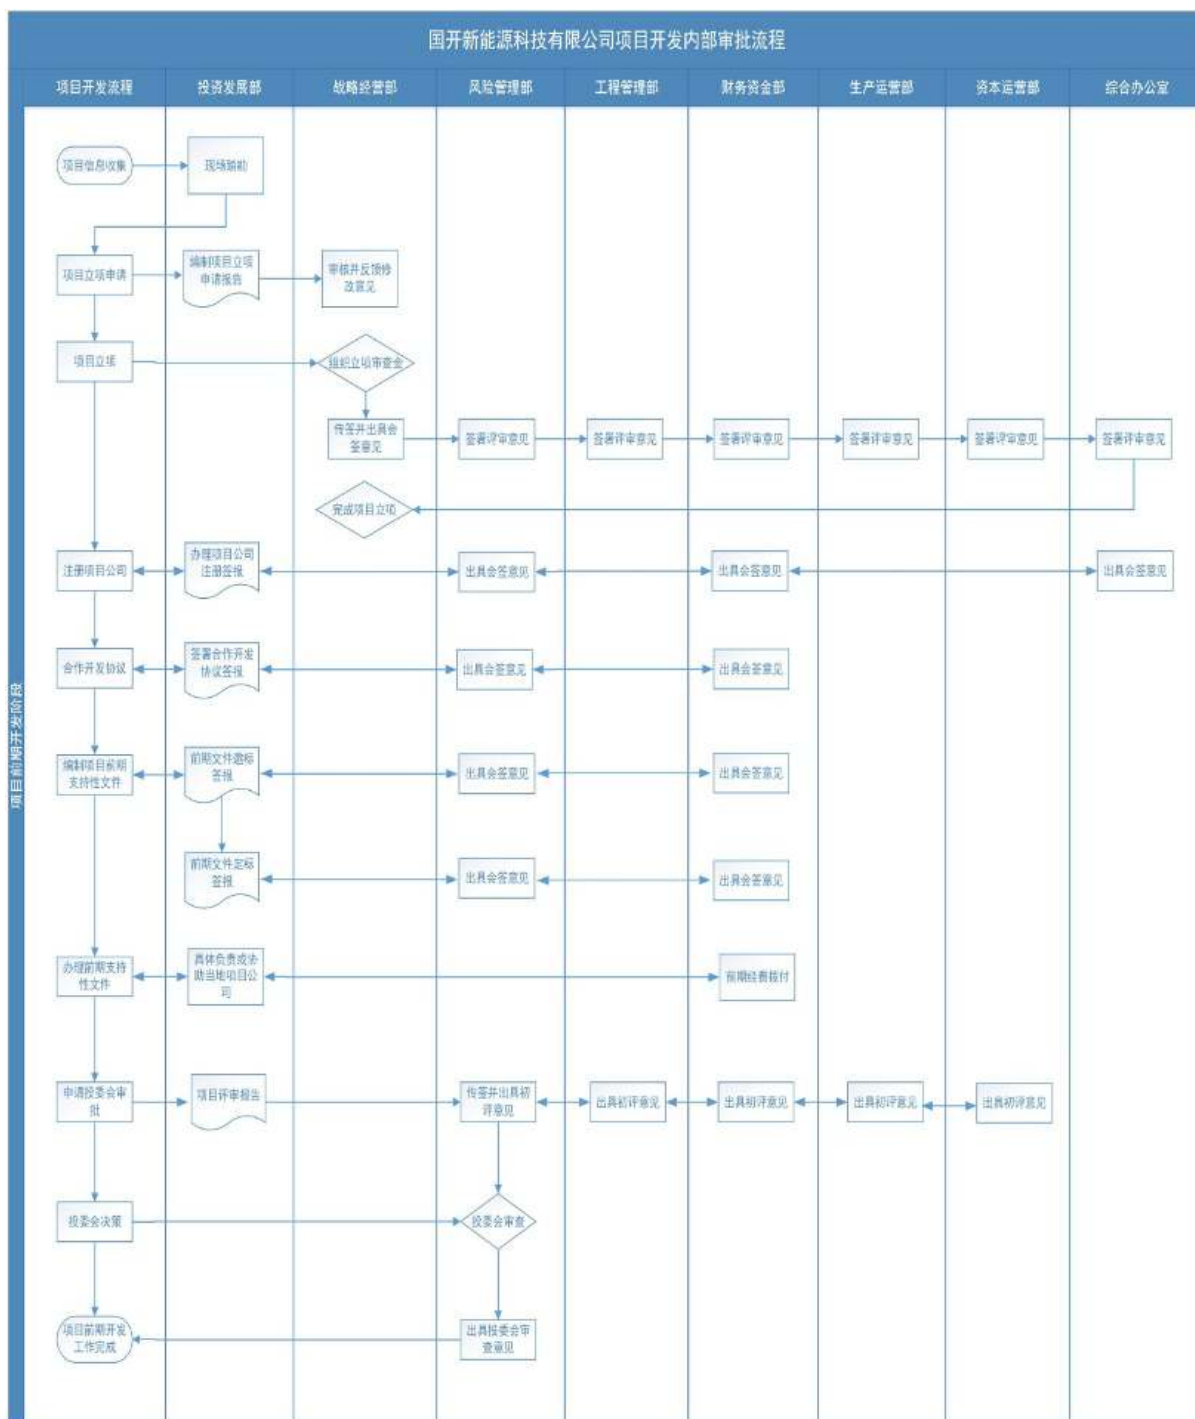 国开新能源科技有限公司项目开发内部审批流程
项目开发流程
投资发展部
战略经营部
风险管理部
工程管理部
财务资金部
生产运营部
资本运营部
综合办公室
项目前期开发阶段
项目信息收集
现场踏勘
项目立项申请
编制项目立项
申请报告
审核并反馈修
改意见
项目立项
组织立项审查会
传签并出具会
签意见
签署评审意见
签署评审意见
签署评审意见
签署评审意见
签署评审意见
签署评审意见
完成项目立项
注册项目公司
办理项目公司
注册签报
出具会签意见
出具会签意见
出具会签意见
合作开发协议
签署合作开发
协议签报
出具会签意见
出具会签意见
编制项目前期
支持性文件
前期文件邀标
签报
出具会签意见
出具会签意见
前期文件定标
签报
出具会签意见
出具会签意见
办理前期支持
性文件
具体负责或协
助当地项目公
司
前期经费拨付
申请投委会审
批
项目评审报告
传签并出具初
评意见
出具初评意见
出具初评意见
出具初评意见
出具初评意见
投委会决策
投委会审查
项目前期开发
工作完成
出具投委会审
查意见